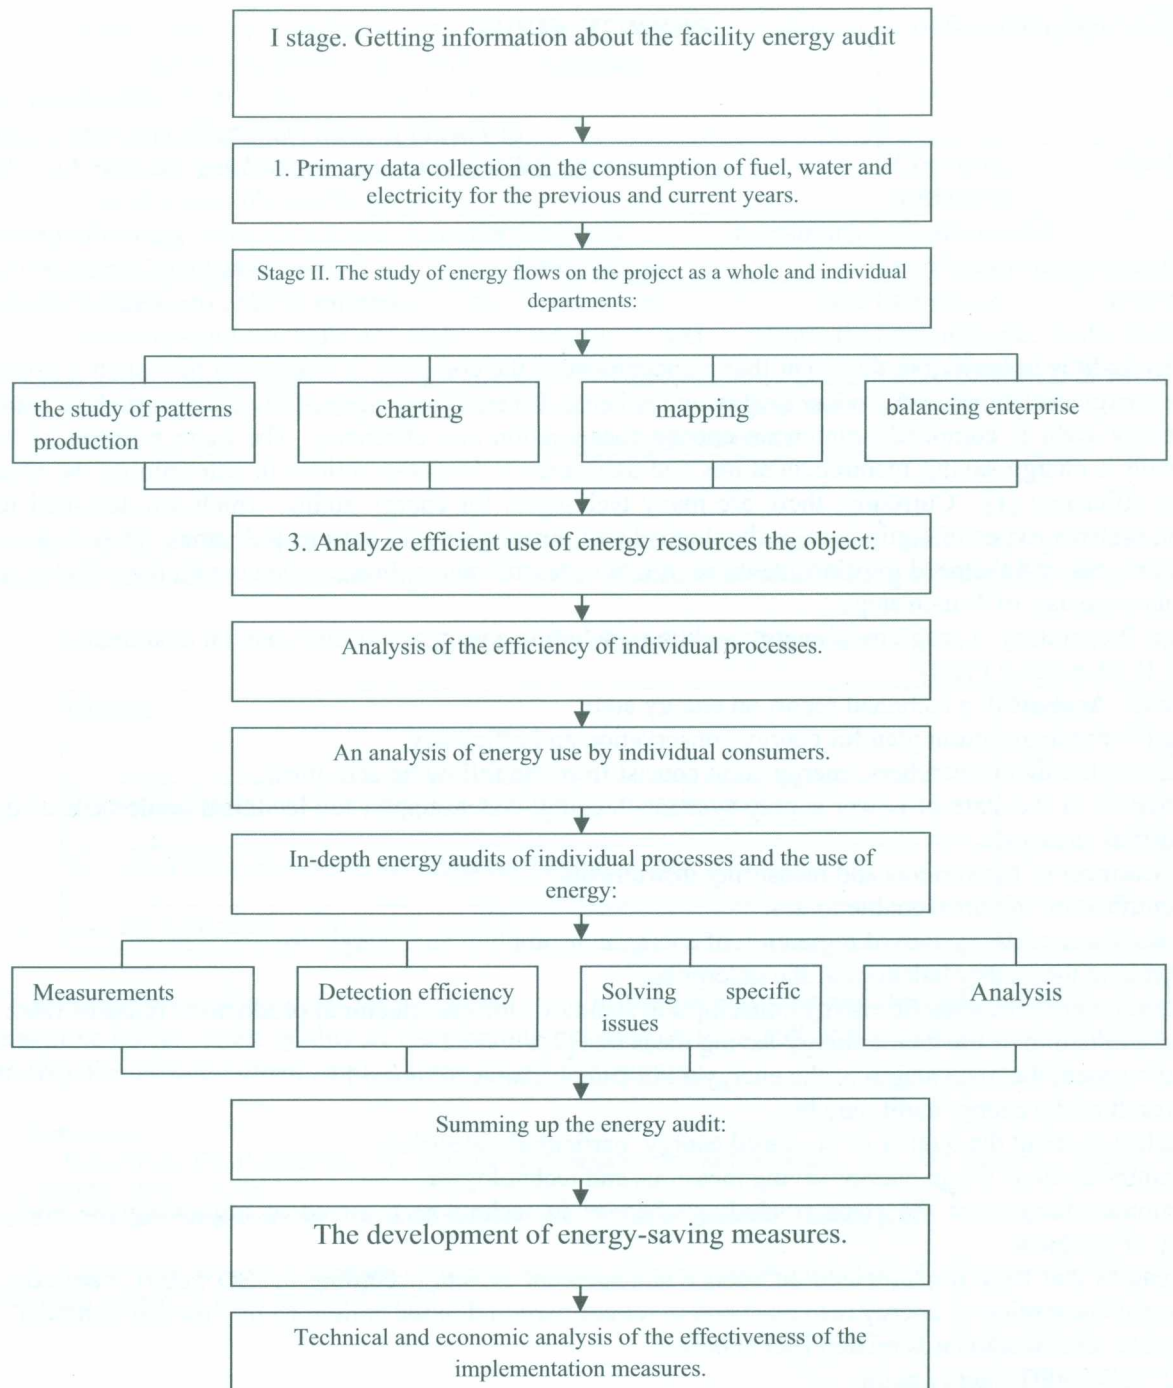 I stage. Getting information about the facility energy audit
1. Primary data collection on the consumption of fuel, water and
electricity for the previous and current years.
Stage II. The study of energy flows on the project as a whole and individual
departments:
the study of patterns
production
charting
mapping
balancing enterprise
3. Analyze efficient use of energy resources the object:
Analysis of the efficiency of individual processes.
An analysis of energy use by individual consumers.
In-depth energy audits of individual processes and the use of
energy:
Measurements
Detection efficiency
Solving specific
issues
Analysis
Summing up the energy audit:
The development of energy-saving measures.
Technical and economic analysis of the effectiveness of the
implementation measures.